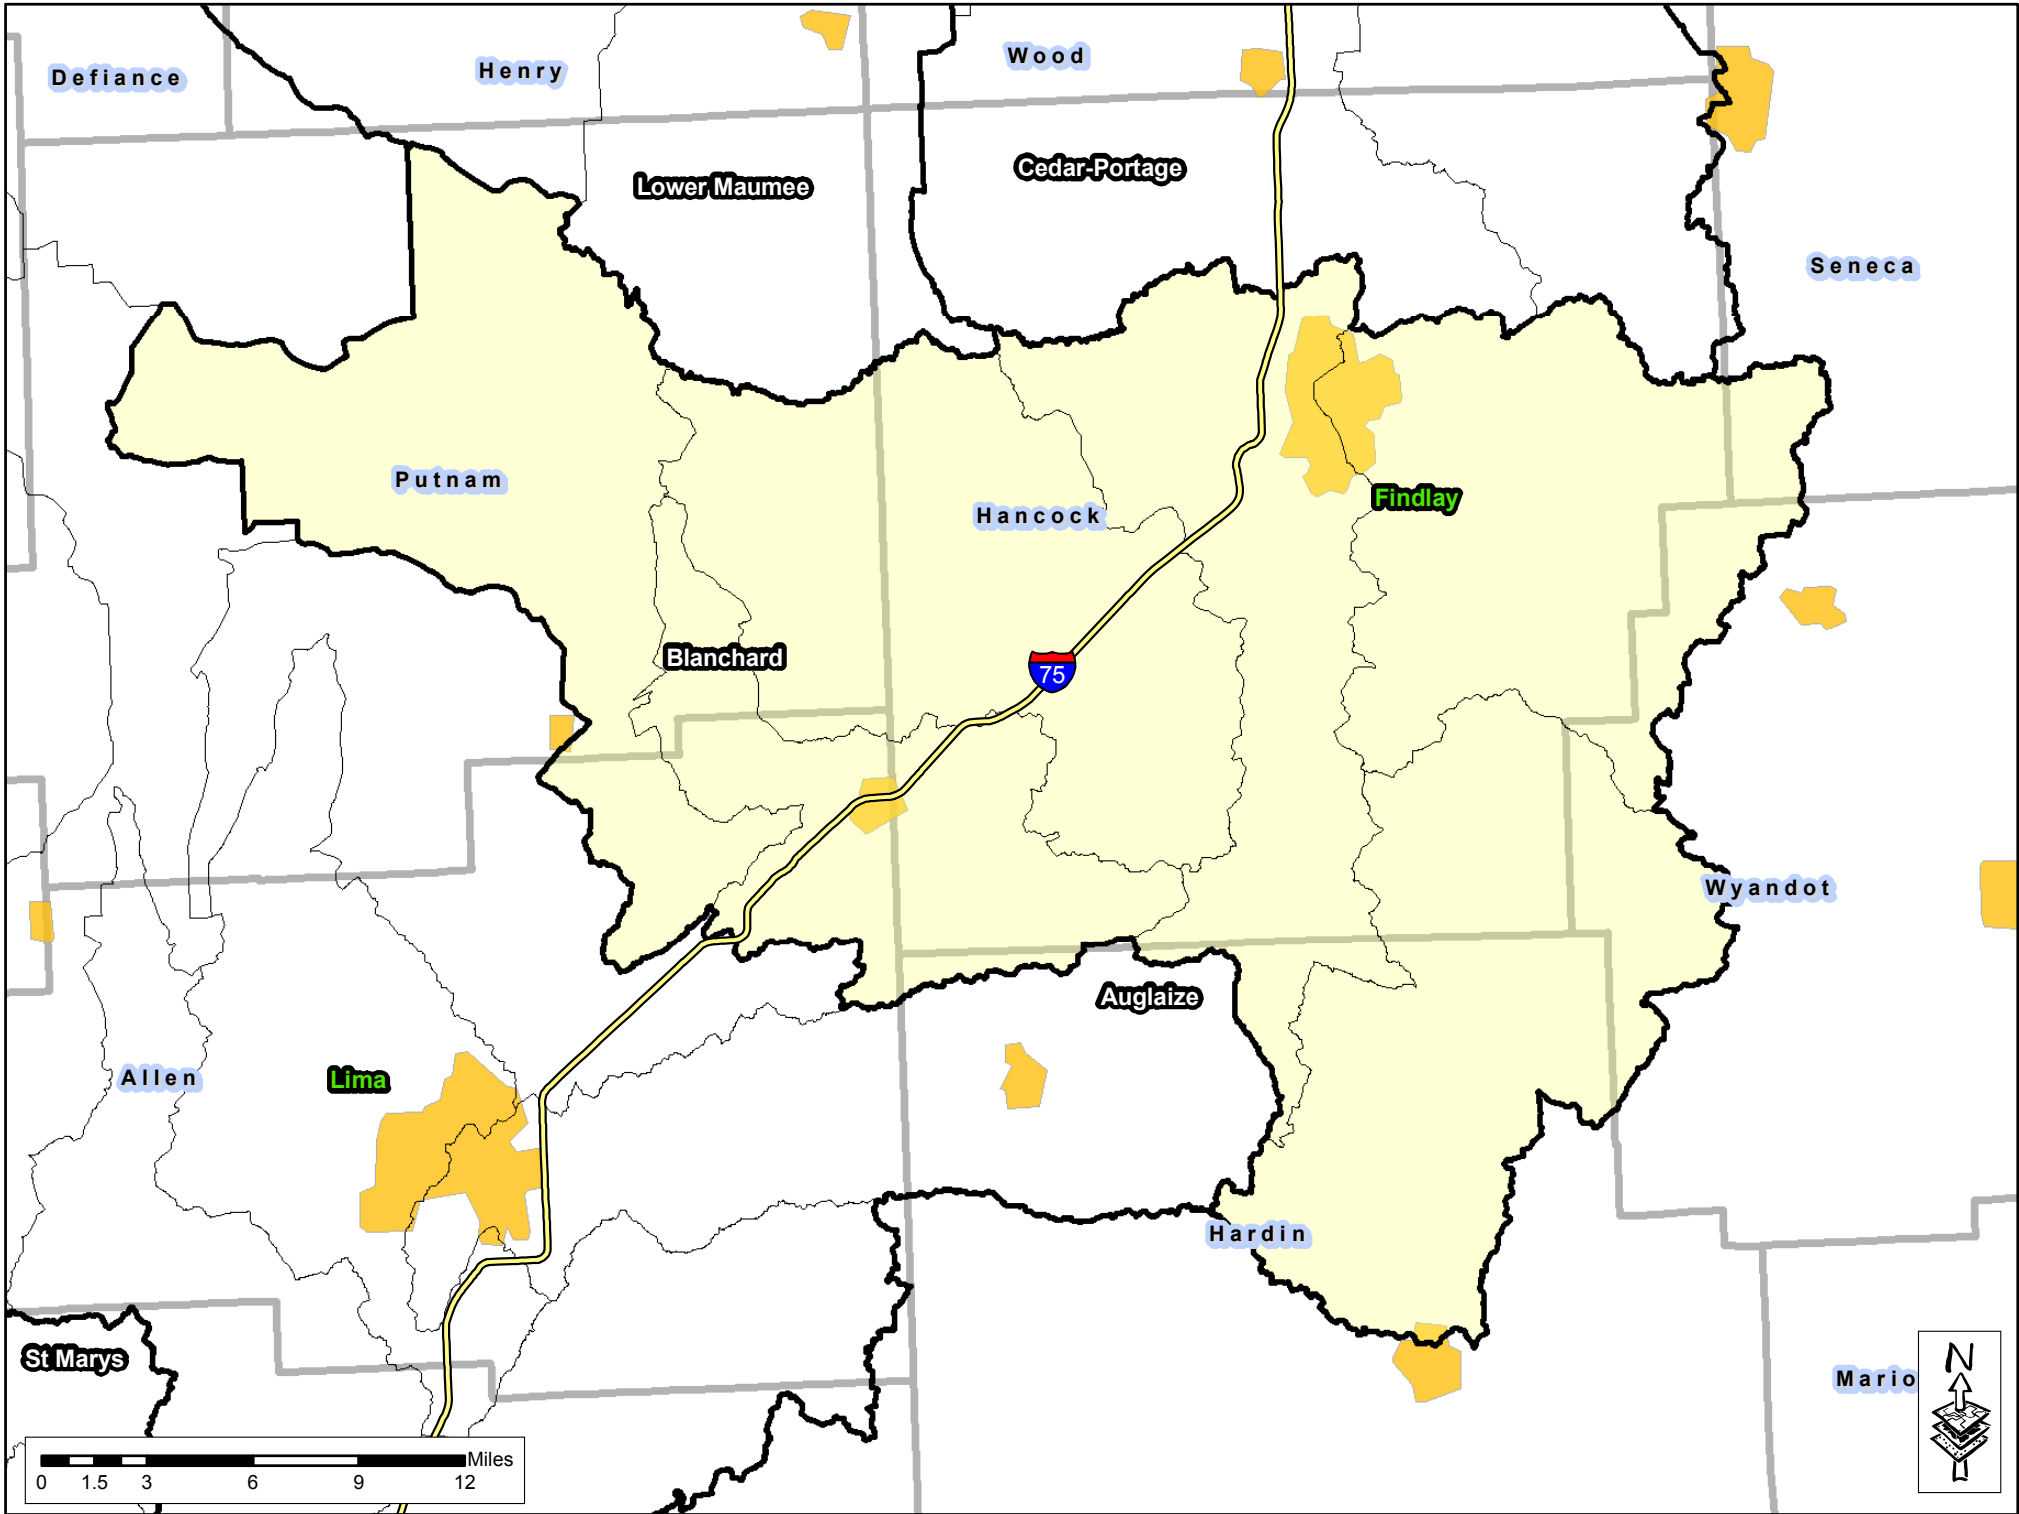 Defiance
Henry
Wood
Lower Maumee
Cedar-Portage
Seneca
Putnam
Hancock
Findlay
Blanchard
75
Wyandot
Auglaize
Allen
Lima
Hardin
St Marys
Mario
N
Miles
0 1.5 3 6 9 12